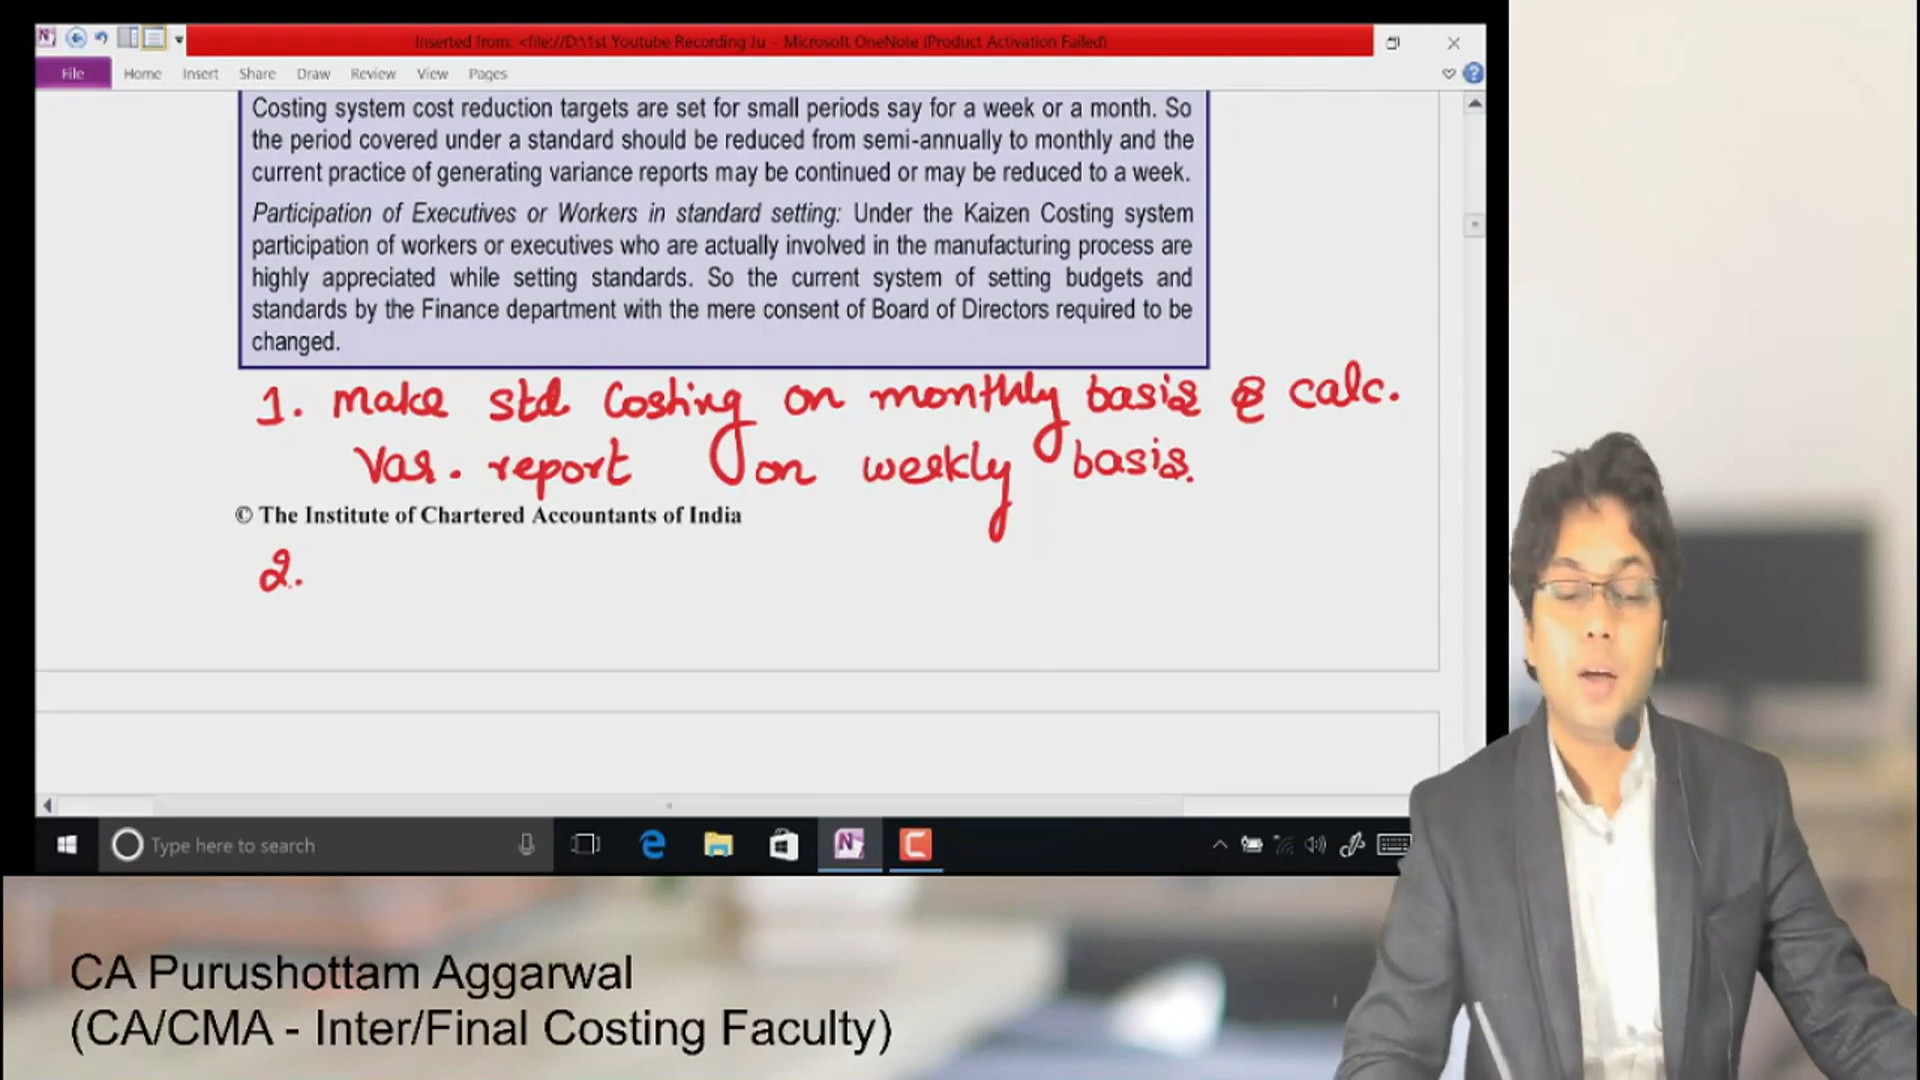 Inserted from: <file://D:\1st Youtube Recording Ju - Microsoft OneNote (Product Activation Failed)
File Home Insert Share Draw Review View Pages
Costing system cost reduction targets are set for small periods say for a week or a month. So
the period covered under a standard should be reduced from semi-annually to monthly and the
current practice of generating variance reports may be continued or may be reduced to a week.
Participation of Executives or Workers in standard setting: Under the Kaizen Costing system
participation of workers or executives who are actually involved in the manufacturing process are
highly appreciated while setting standards. So the current system of setting budgets and
standards by the Finance department with the mere consent of Board of Directors required to be
changed.
1. Make std. Costing on monthly basis & calc.
Var. report on weekly basis.
© The Institute of Chartered Accountants of India
2.
Type here to search
CA Purushottam Aggarwal
(CA/CMA - Inter/Final Costing Faculty)